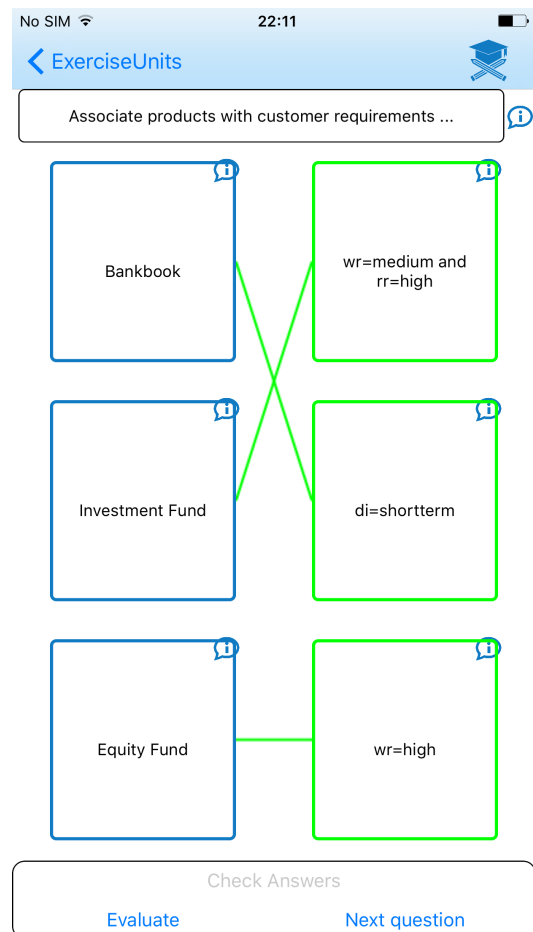 No SIM 22:11
ExerciseUnits
Associate products with customer requirements ...
Bankbook
wr=medium and
rr=high
Investment Fund
di=shortterm
Equity Fund
wr=high
Check Answers
Evaluate Next question